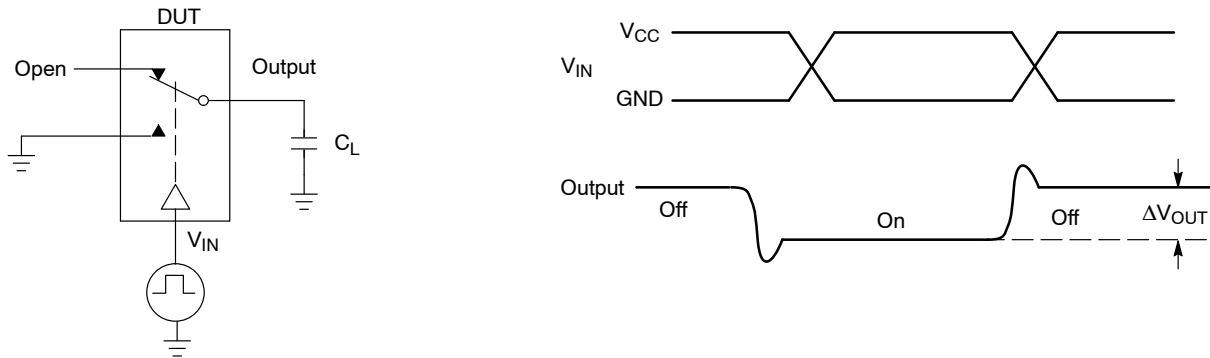 DUT
Open
Output
C_L
V_IN
V_CC
V_IN
GND
Output
Off
On
Off
ΔV_OUT